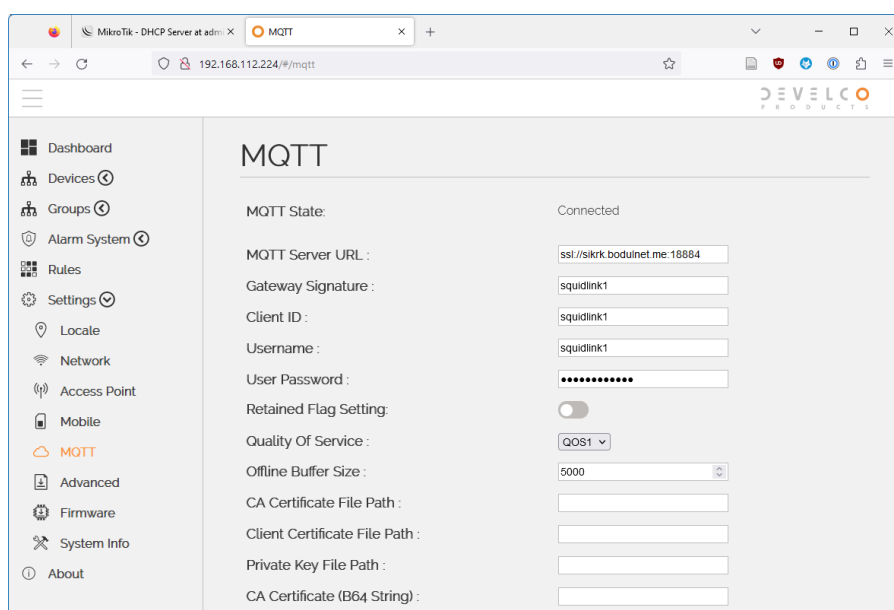 MikroTik - DHCP Server at admi
MQTT
192.168.112.224/#/mqtt
DEVELCO
PRODUCTS
Dashboard
Devices
Groups
Alarm System
Rules
Settings
Locale
Network
Access Point
Mobile
MQTT
Advanced
Firmware
System Info
About
MQTT
MQTT State: Connected
MQTT Server URL : ssl://sikrk.bodulnet.me:18884
Gateway Signature : squidlink1
Client ID : squidlink1
Username : squidlink1
User Password : ••••••••••••
Retained Flag Setting:
Quality Of Service : QOS1
Offline Buffer Size : 5000
CA Certificate File Path :
Client Certificate File Path :
Private Key File Path :
CA Certificate (B64 String) :